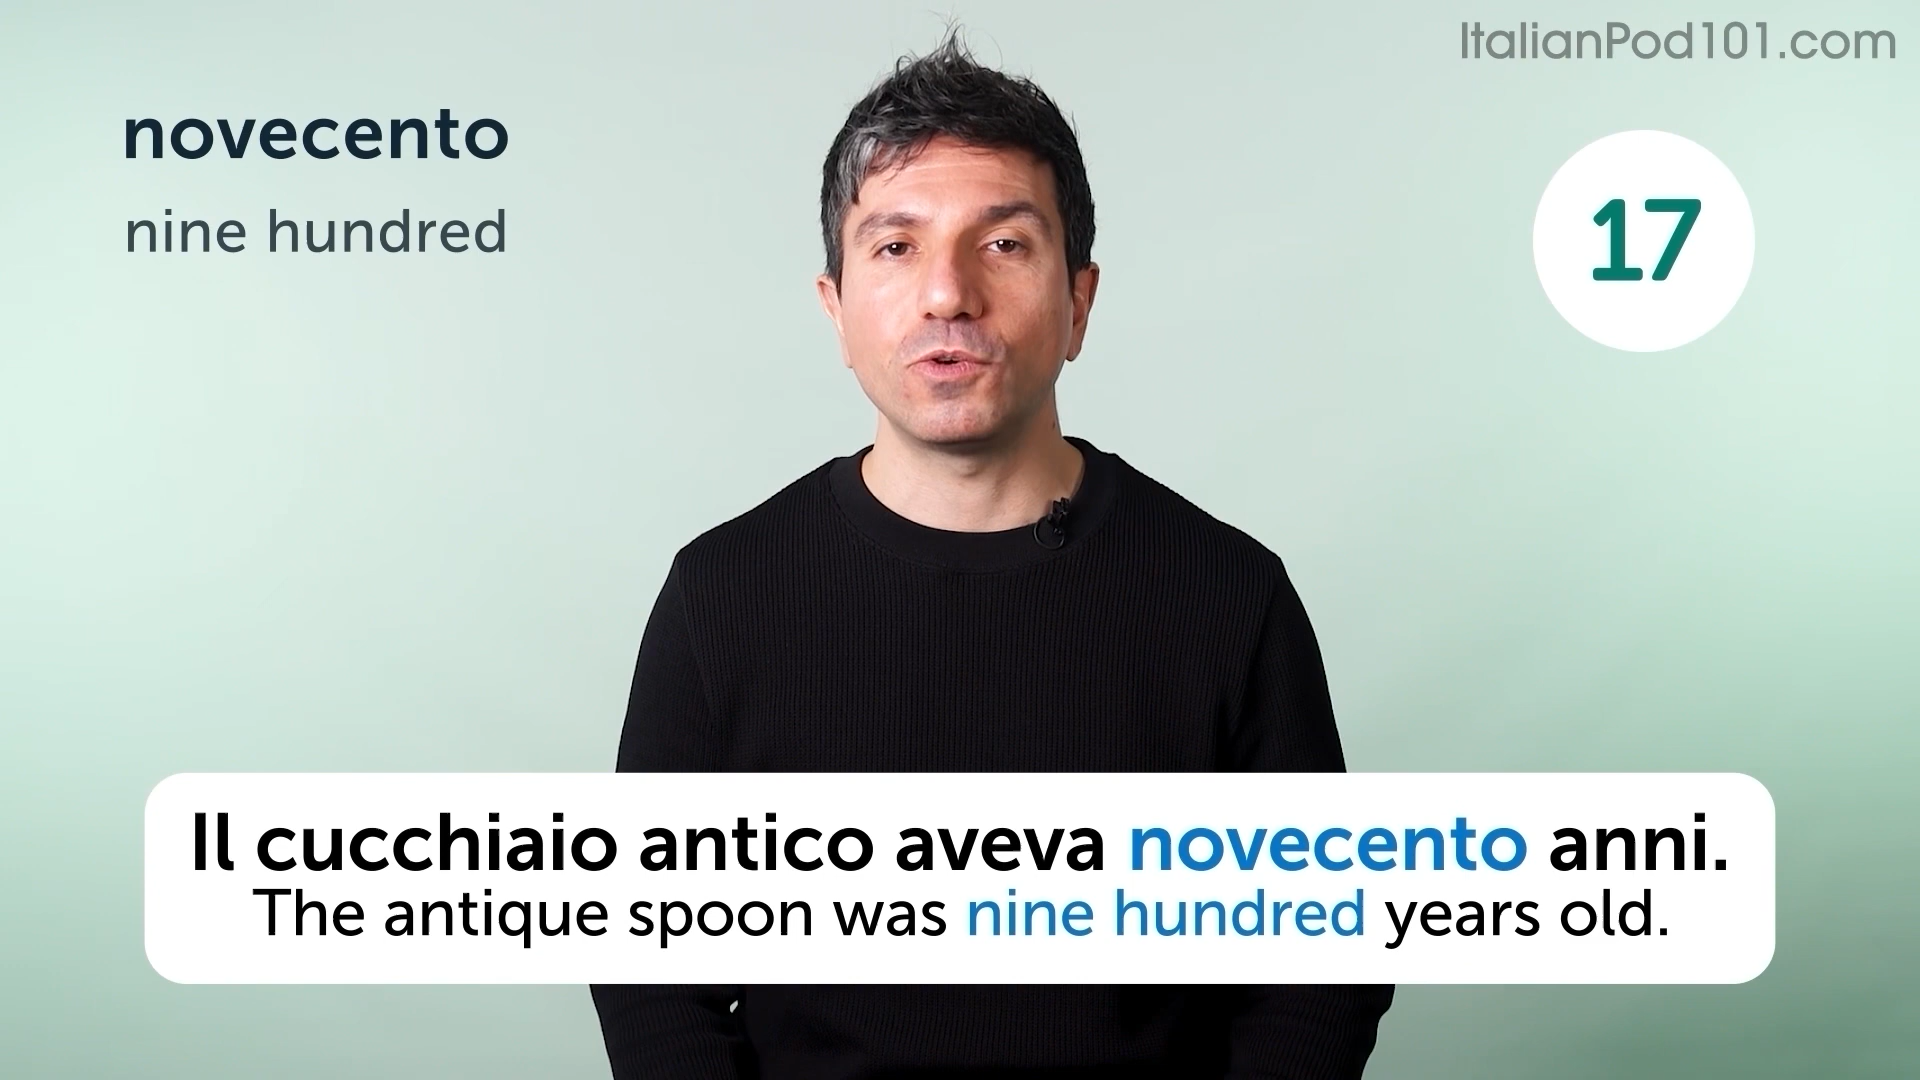 ItalianPod101.com
novecento
nine hundred
17
Il cucchiaio antico aveva novecento anni.
The antique spoon was nine hundred years old.